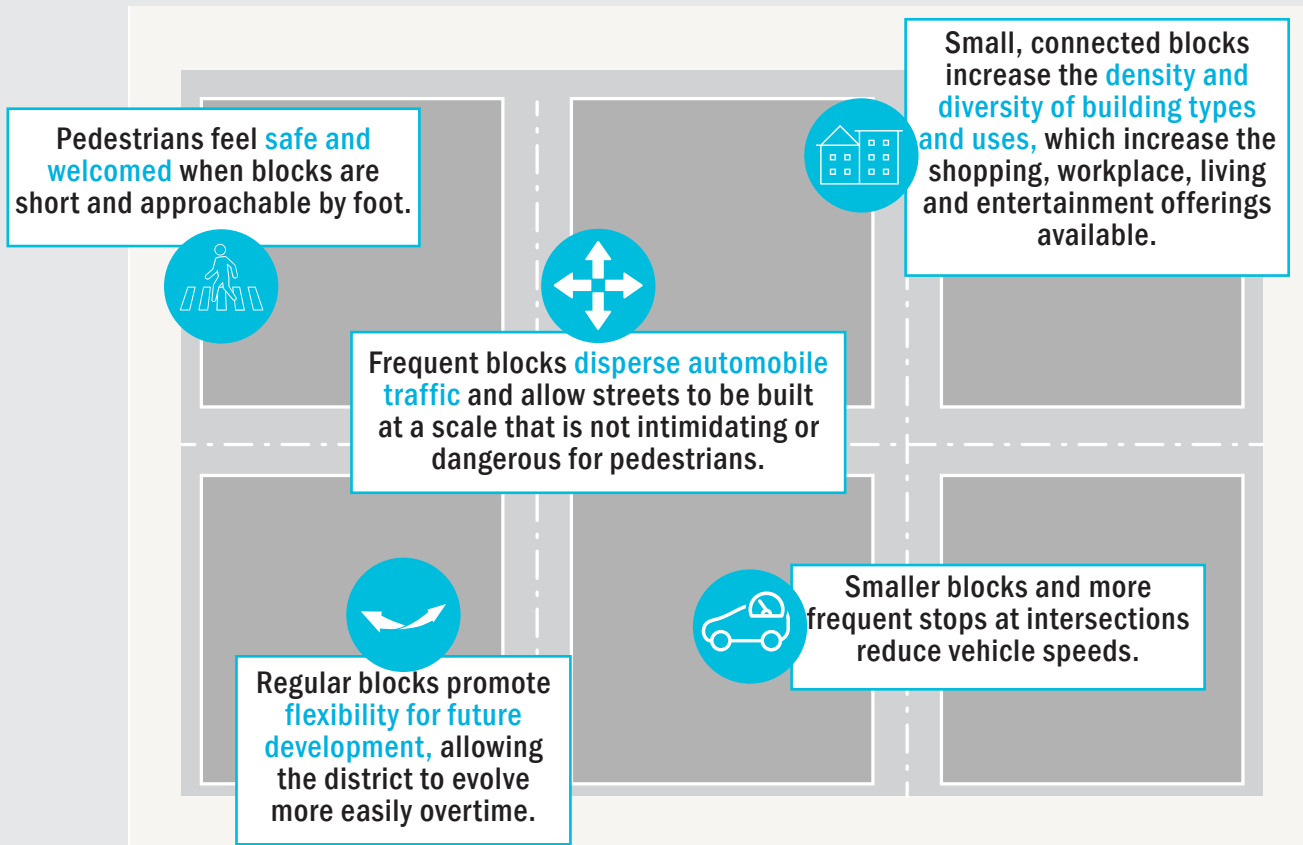 Pedestrians feel safe and
welcomed when blocks are
short and approachable by foot.
Small, connected blocks
increase the density and
diversity of building types
and uses, which increase the
shopping, workplace, living
and entertainment offerings
available.
Frequent blocks disperse automobile
traffic and allow streets to be built
at a scale that is not intimidating or
dangerous for pedestrians.
Smaller blocks and more
frequent stops at intersections
reduce vehicle speeds.
Regular blocks promote
flexibility for future
development, allowing
the district to evolve
more easily overtime.